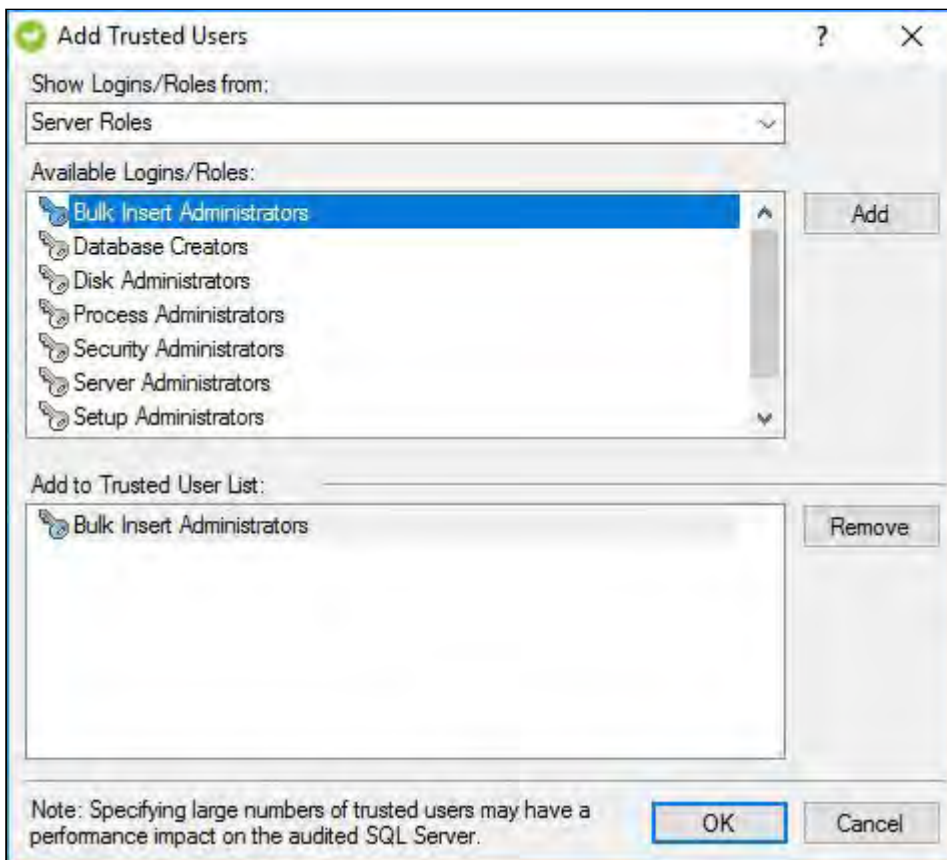 Add Trusted Users
?
Show Logins/Roles from:
Server Roles
Available Logins/Roles:
Bulk Insert Administrators
Add
Database Creators
Disk Administrators
Process Administrators
Security Administrators
Server Administrators
Setup Administrators
Add to Trusted User List:
Bulk Insert Administrators
Remove
Note: Specifying large numbers of trusted users may have a
performance impact on the audited SQL Server.
OK
Cancel